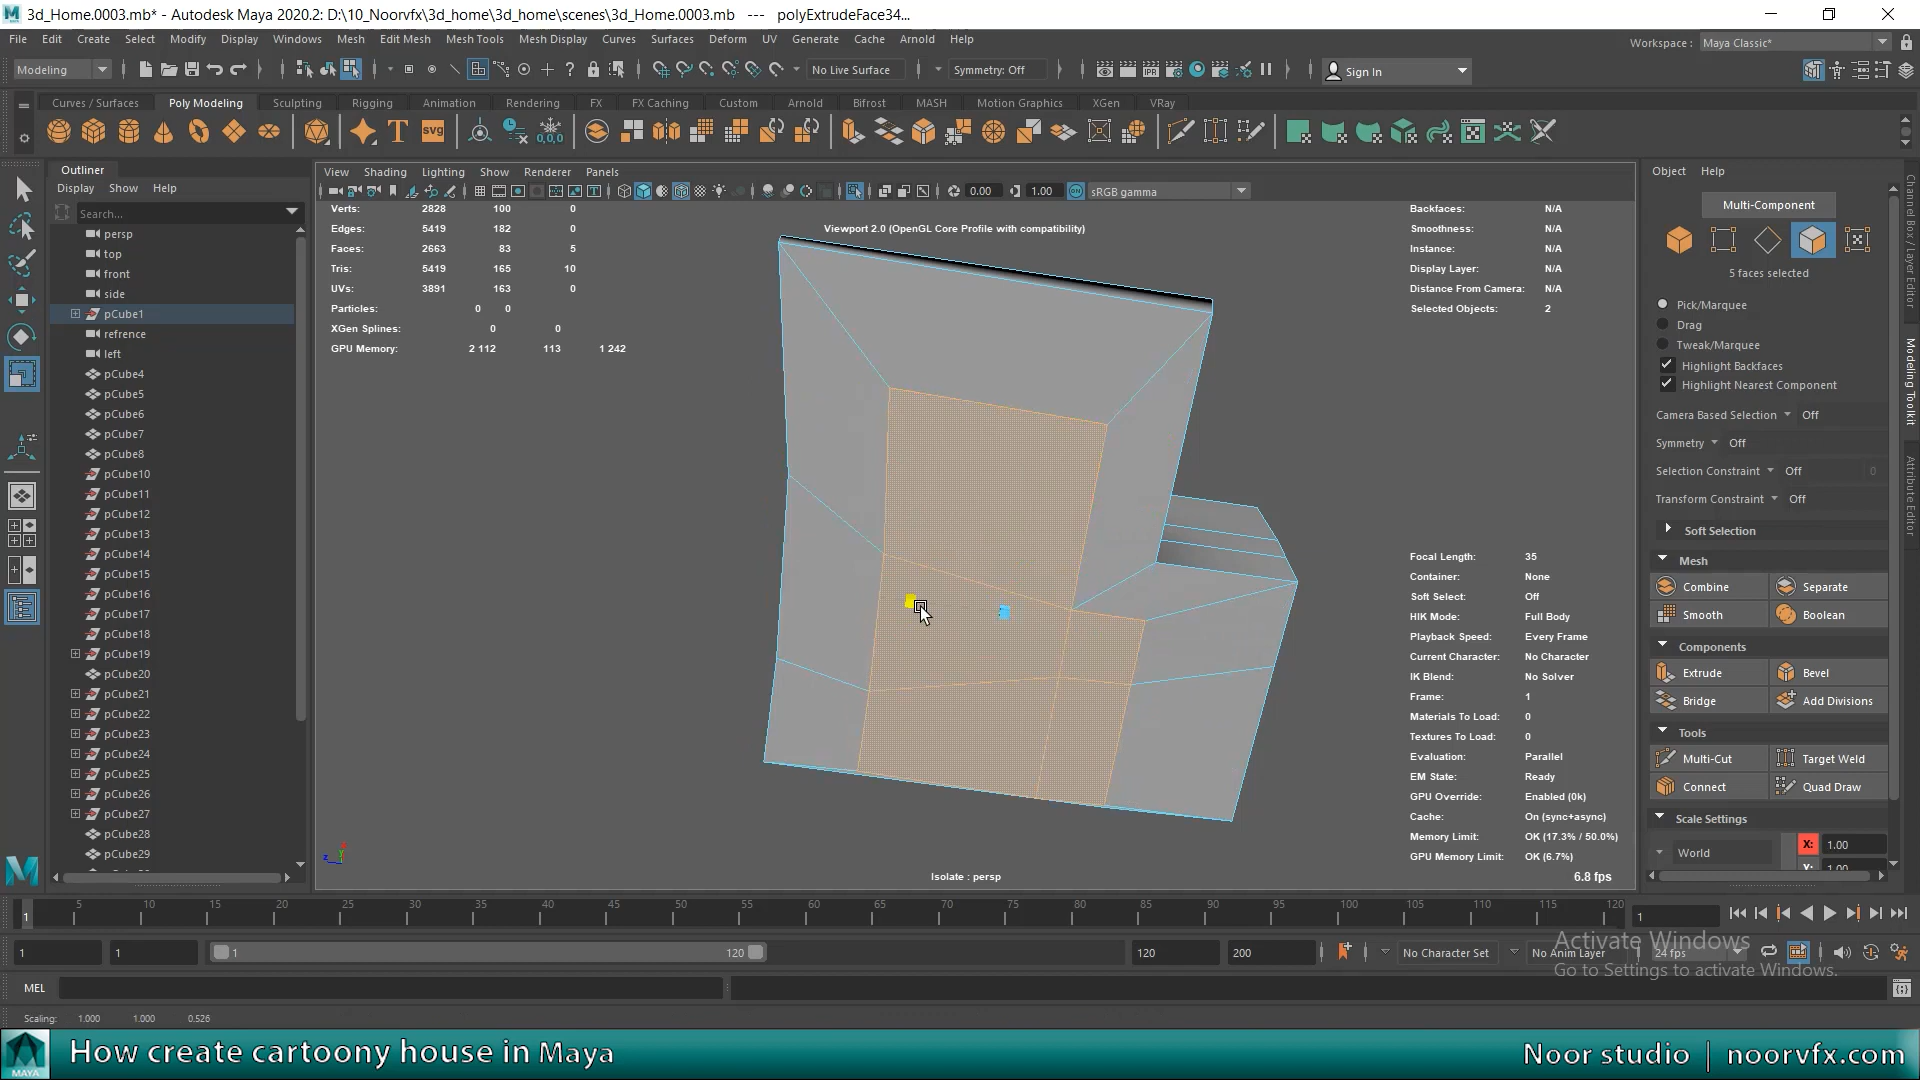 3d_Home.0003.mb* - Autodesk Maya 2020.2: D:\10_Noorvfx\3d_home\3d_home\scenes\3d_Home.0003.mb --- polyExtrudeFace34...
File Edit Create Select Modify Display Windows Mesh Edit Mesh Mesh Tools Mesh Display Curves Surfaces Deform UV Generate Cache Arnold Help
Workspace : Maya Classic*
Modeling No Live Surface Symmetry: Off Sign In
Curves / Surfaces Poly Modeling Sculpting Rigging Animation Rendering FX FX Caching Custom Arnold Bifrost MASH Motion Graphics XGen VRay
Outliner
Display Show Help
Search...
persp
top
front
side
pCube1
refrence
left
pCube4
pCube5
pCube6
pCube7
pCube8
pCube10
pCube11
pCube12
pCube13
pCube14
pCube15
pCube16
pCube17
pCube18
pCube19
pCube20
pCube21
pCube22
pCube23
pCube24
pCube25
pCube26
pCube27
pCube28
pCube29
View Shading Lighting Show Renderer Panels
0.00 1.00 sRGB gamma
Verts: 2828 100 0
Edges: 5419 182 0
Faces: 2663 83 5
Tris: 5419 165 10
UVs: 3891 163 0
Particles: 0 0
XGen Splines: 0 0
GPU Memory: 2 112 113 1 242
Viewport 2.0 (OpenGL Core Profile with compatibility)
Backfaces: N/A
Smoothness: N/A
Instance: N/A
Display Layer: N/A
Distance From Camera: N/A
Selected Objects: 2
Focal Length: 35
Container: None
Soft Select: Off
HIK Mode: Full Body
Playback Speed: Every Frame
Current Character: No Character
IK Blend: No Solver
Frame: 1
Materials To Load: 0
Textures To Load: 0
Evaluation: Parallel
EM State: Ready
GPU Override: Enabled (0k)
Cache: On (sync+async)
Memory Limit: OK (17.3% / 50.0%)
GPU Memory Limit: OK (6.7%)
Isolate : persp
6.8 fps
Object Help
Multi-Component
5 faces selected
Pick/Marquee
Drag
Tweak/Marquee
Highlight Backfaces
Highlight Nearest Component
Camera Based Selection Off
Symmetry Off
Selection Constraint Off 0
Transform Constraint Off
Soft Selection
Mesh
Combine Separate
Smooth Boolean
Components
Extrude Bevel
Bridge Add Divisions
Tools
Multi-Cut Target Weld
Connect Quad Draw
Scale Settings
World X: 1.00
Channel Box / Layer Editor
Modeling Toolkit
Attribute Editor
1 5 10 15 20 25 30 35 40 45 50 55 60 65 70 75 80 85 90 95 100 105 110 115 120 1
1 1 1 120 120 200 No Character Set No Anim Layer 24 fps
Activate Windows
Go to Settings to activate Windows.
MEL
Scaling: 1.000 1.000 0.526
MAYA
How create cartoony house in Maya
Noor studio | noorvfx.com